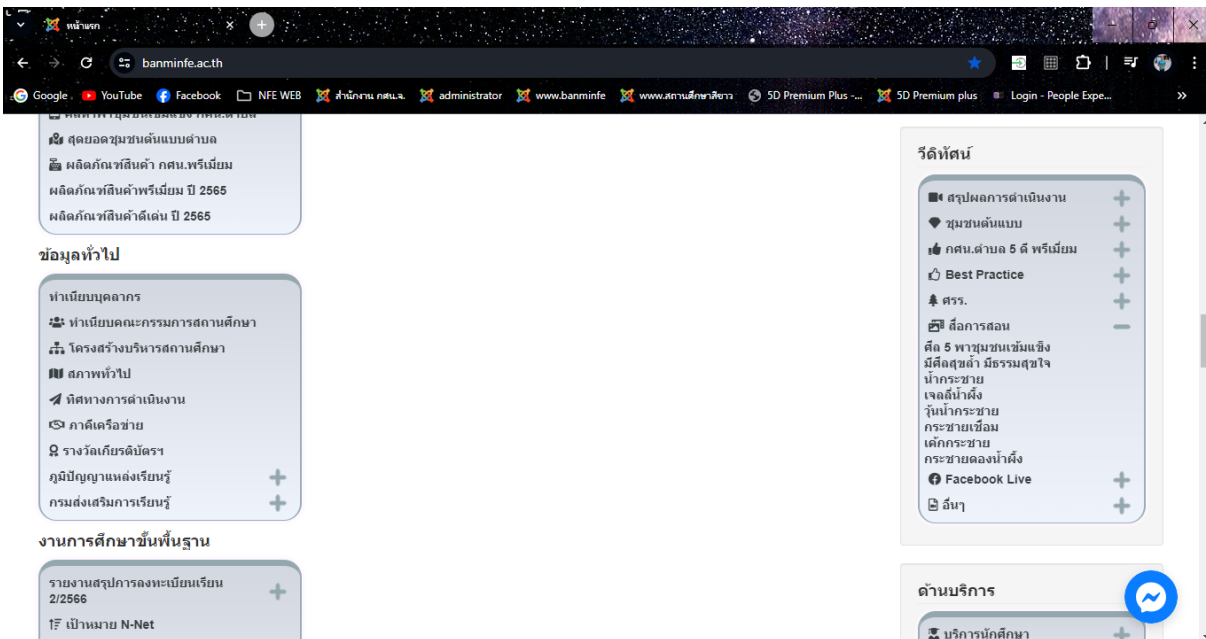 หน้าแรก
banminfe.ac.th
Google
YouTube
Facebook
NFE WEB
สำนักงาน กศน.จ.
administrator
www.banminfe
www.สถานศึกษาสีขาว
5D Premium Plus -...
5D Premium plus
Login - People Expe...
สุดยอดชุมชนต้นแบบตำบล
ผลิตภัณฑ์สินค้า กศน.พรีเมี่ยม
ผลิตภัณฑ์สินค้าพรีเมี่ยม ปี 2565
ผลิตภัณฑ์สินค้าดีเด่น ปี 2565
ข้อมูลทั่วไป
ทำเนียบบุคลากร
ทำเนียบคณะกรรมการสถานศึกษา
โครงสร้างบริหารสถานศึกษา
สภาพทั่วไป
ทิศทางการดำเนินงาน
ภาคีเครือข่าย
รางวัลเกียรติบัตรฯ
ภูมิปัญญาแหล่งเรียนรู้
กรมส่งเสริมการเรียนรู้
งานการศึกษาขั้นพื้นฐาน
รายงานสรุปการลงทะเบียนเรียน
2/2566
เป้าหมาย N-Net
วีดิทัศน์
สรุปผลการดำเนินงาน
ชุมชนต้นแบบ
กศน.ตำบล 5 ดี พรีเมี่ยม
Best Practice
ศรร.
สื่อการสอน
ศีล 5 พาชุมชนเข้มแข็ง
มีศีลสุขล้ำ มีธรรมสุขใจ
น้ำกระชาย
เจลลี่น้ำผึ้ง
วุ้นน้ำกระชาย
กระชายเชื่อม
เค้กกระชาย
กระชายดองน้ำผึ้ง
Facebook Live
อื่นๆ
ด้านบริการ
บริการนักศึกษา